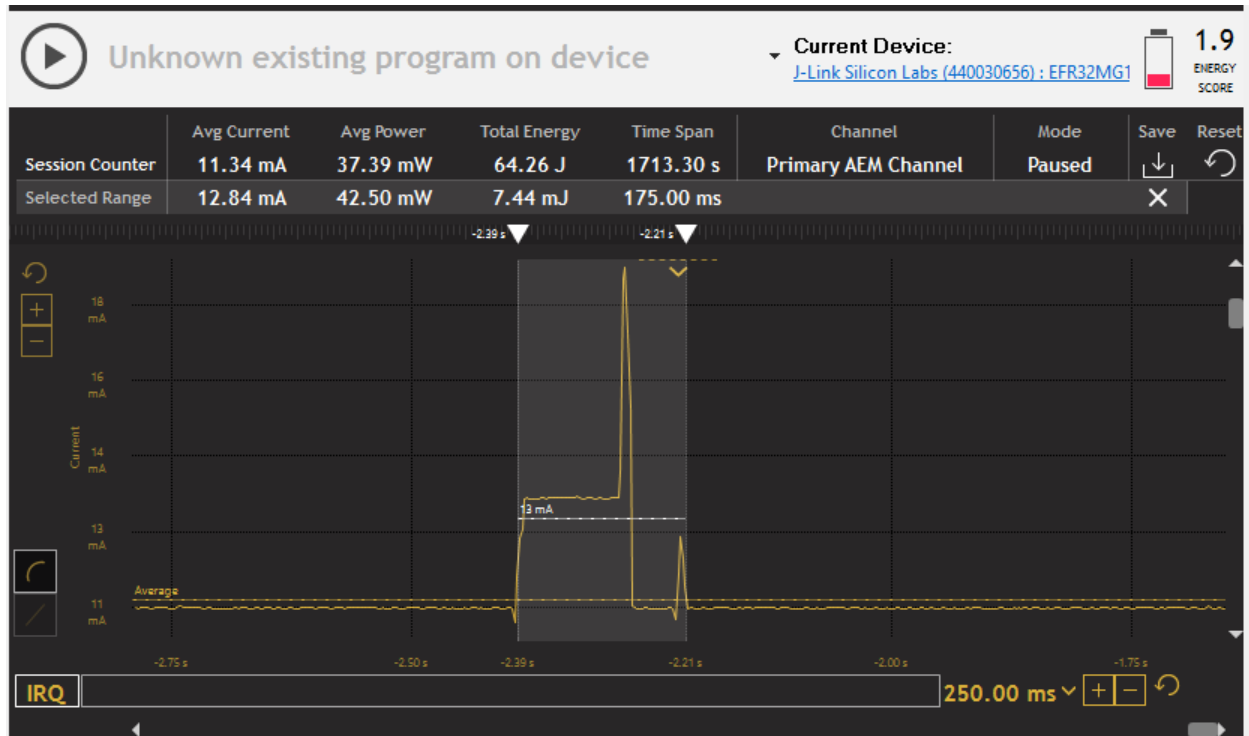 Unknown existing program on device
Current Device:
J-Link Silicon Labs (440030656) : EFR32MG1
1.9
ENERGY
SCORE
Avg Current Avg Power Total Energy Time Span Channel Mode Save Reset
Session Counter 11.34 mA 37.39 mW 64.26 J 1713.30 s Primary AEM Channel Paused
Selected Range 12.84 mA 42.50 mW 7.44 mJ 175.00 ms
-2.39 s -2.21 s
18
mA
16
mA
14
mA
Current
13 mA
13
mA
Average
11
mA
-2.75 s -2.50 s -2.39 s -2.21 s -2.00 s -1.75 s
IRQ 250.00 ms